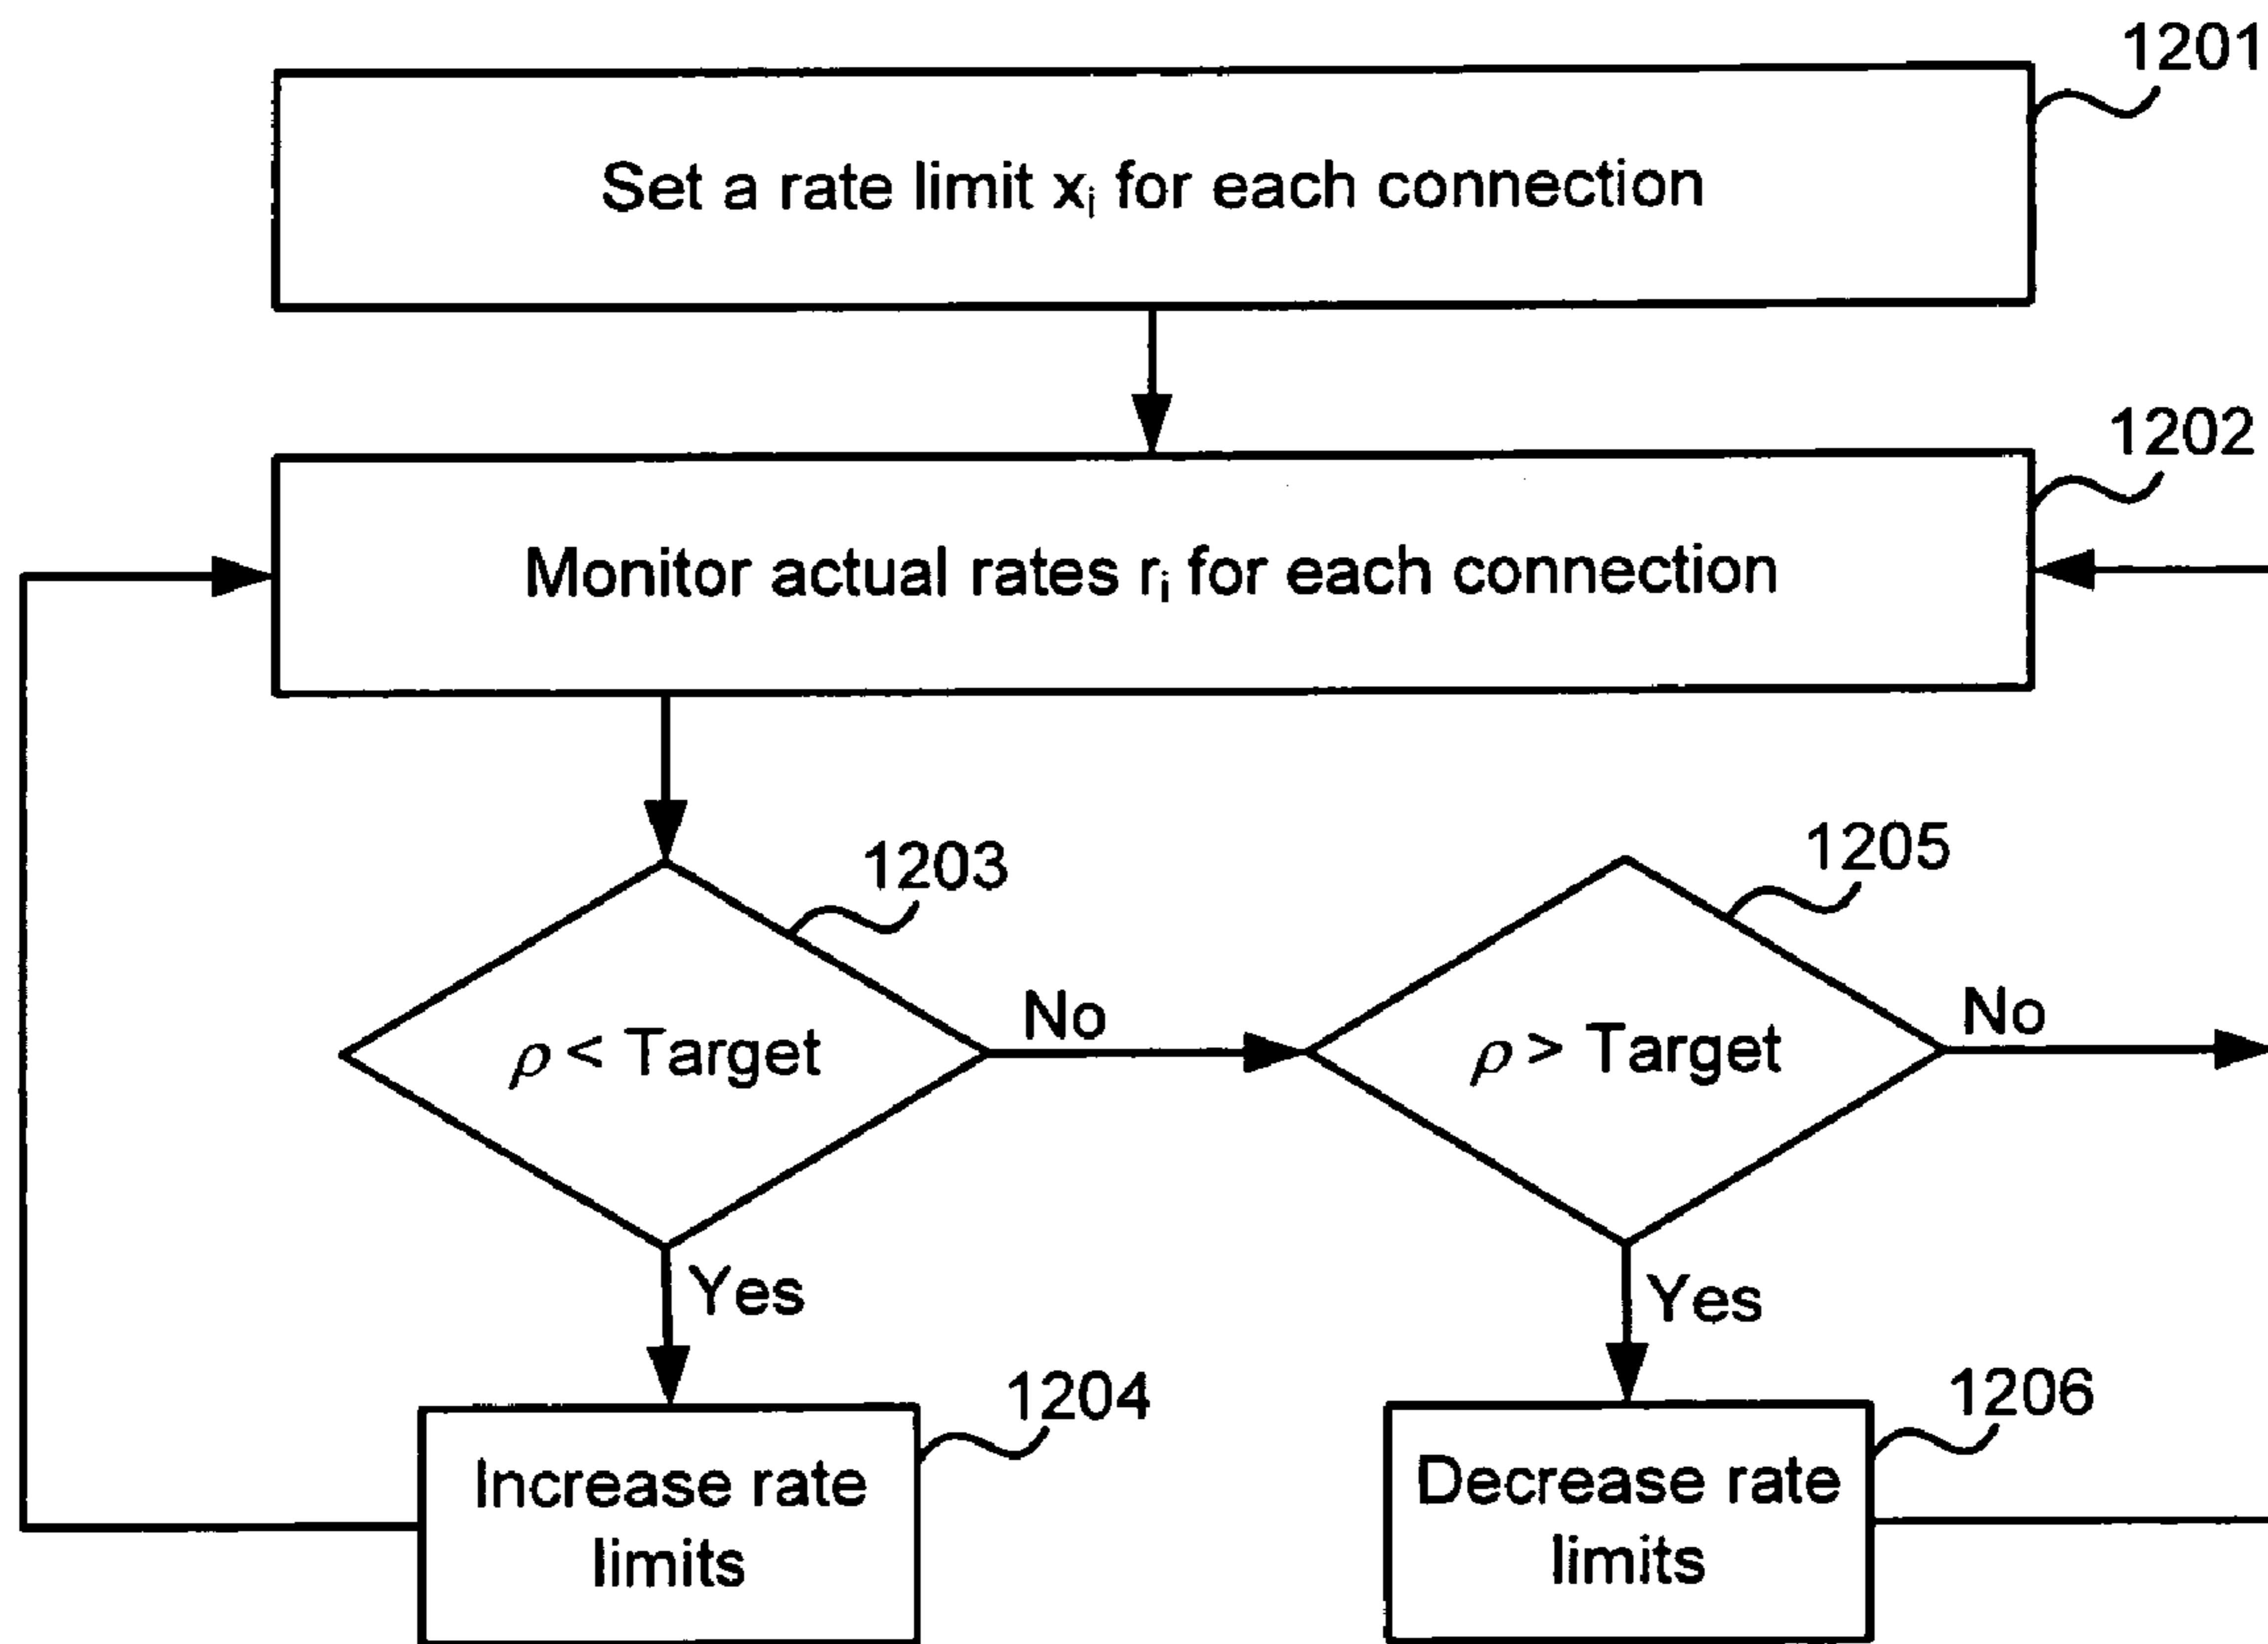 1201
Set a rate limit xᵢ for each connection
1202
Monitor actual rates rᵢ for each connection
1203
1205
ρ < Target
No
ρ > Target
No
Yes
Yes
1204
1206
Increase rate
limits
Decrease rate
limits